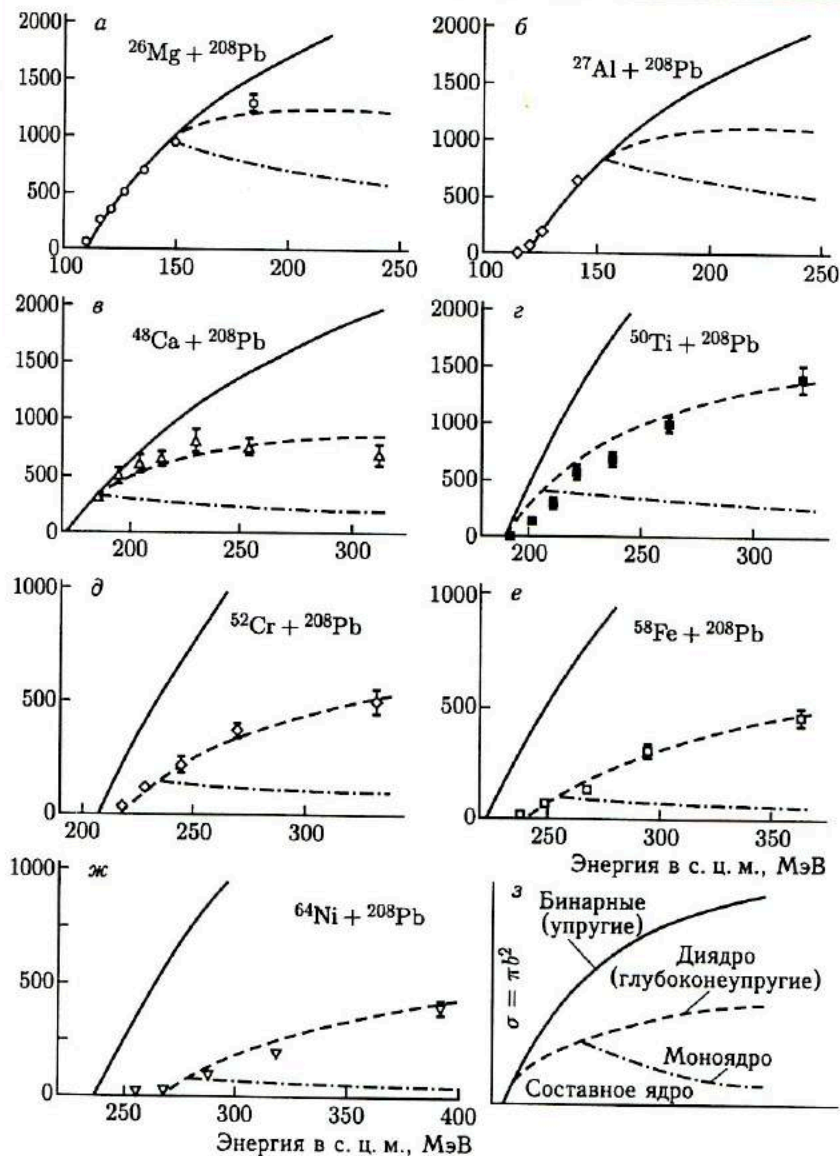 2000
1500
1000
500
0
а
²⁶Mg + ²⁰⁸Pb
100 150 200 250
2000
1500
1000
500
0
б
²⁷Al + ²⁰⁸Pb
100 150 200 250
2000
1500
1000
500
0
в
⁴⁸Ca + ²⁰⁸Pb
200 250 300
2000
1500
1000
500
0
г
⁵⁰Ti + ²⁰⁸Pb
200 250 300
1000
500
0
д
⁵²Cr + ²⁰⁸Pb
200 250 300
1000
500
0
е
⁵⁸Fe + ²⁰⁸Pb
250 300 350
Энергия в с. ц. м., МэВ
1000
500
0
ж
⁶⁴Ni + ²⁰⁸Pb
250 300 350 400
Энергия в с. ц. м., МэВ
з
σ = πb²
Бинарные
(упругие)
Диядро
(глубоконеупругие)
Моноядро
Составное ядро